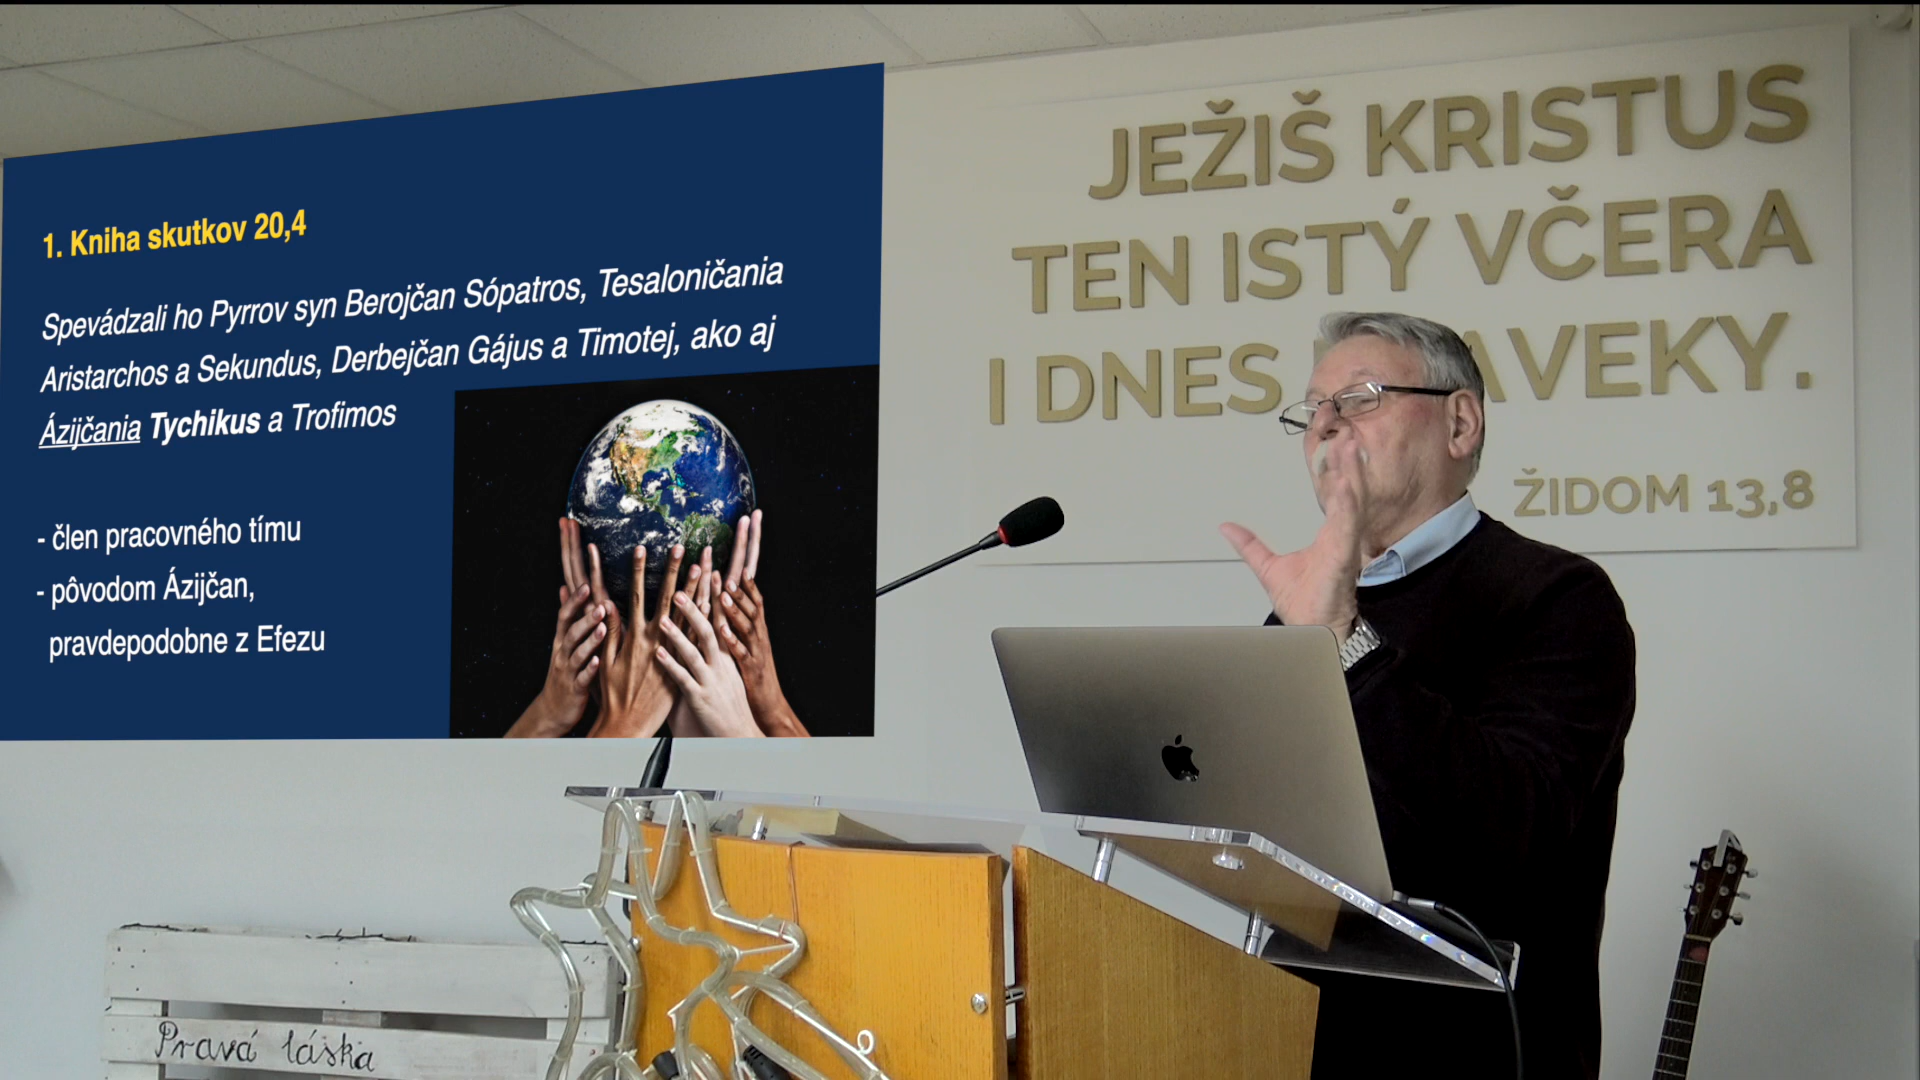 1. Kniha skutkov 20,4
Spevádzali ho Pyrrov syn Berojčan Sópatros, Tesaloničania
Aristarchos a Sekundus, Derbejčan Gájus a Timotej, ako aj
Ázijčania Tychikus a Trofimos
- člen pracovného tímu
- pôvodom Ázijčan,
pravdepodobne z Efezu
JEŽIŠ KRISTUS
TEN ISTÝ VČERA
I DNES AVEKY.
ŽIDOM 13,8
Pravá láska